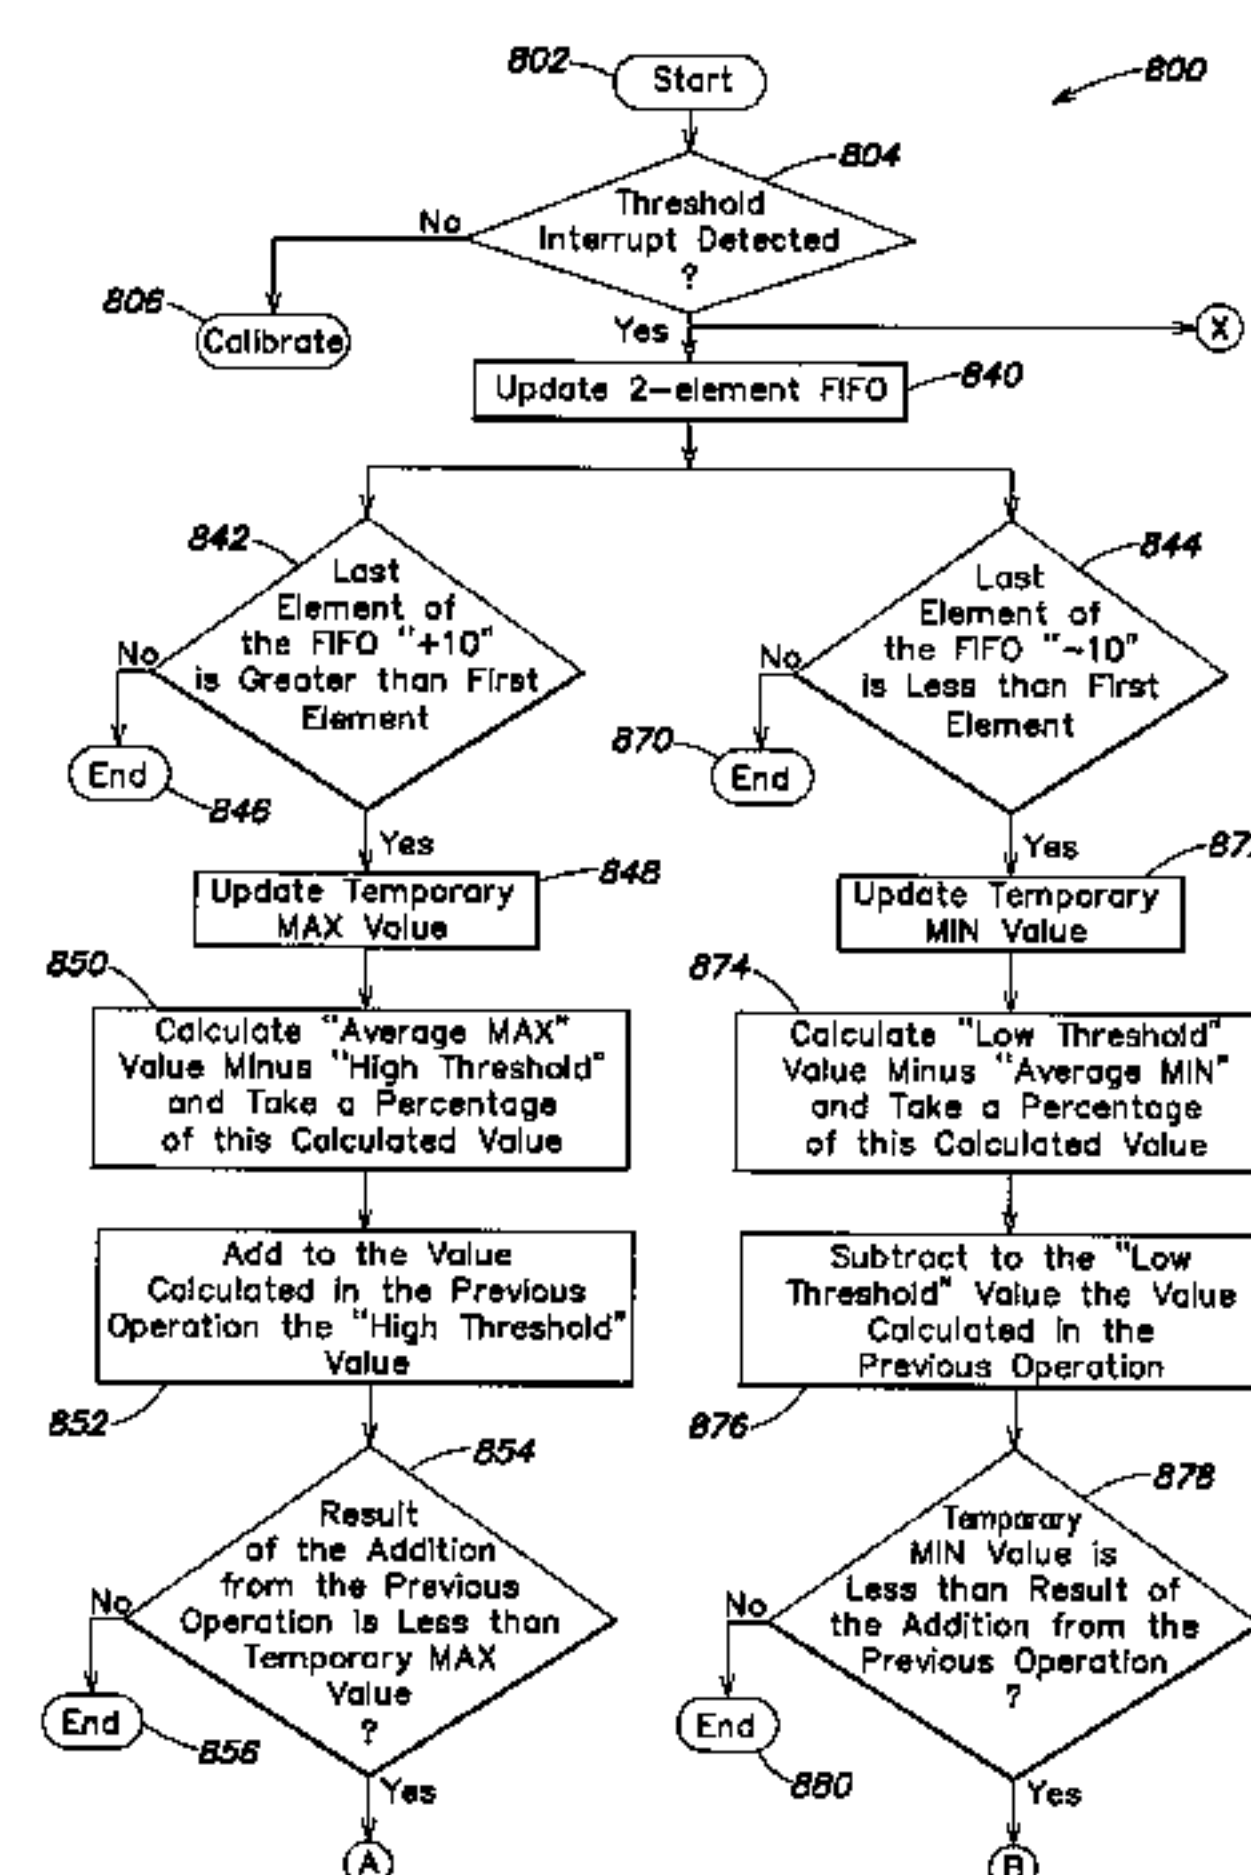 802
Start
800
804
Threshold
Interrupt Detected
?
No
806
Calibrate
Yes
X
Update 2-element FIFO
840
842
Last
Element of
the FIFO "+10"
is Greater than First
Element
No
End
846
Yes
844
Last
Element of
the FIFO "-10"
is Less than First
Element
No
870
End
Yes
Update Temporary
MAX Value
848
Update Temporary
MIN Value
850
Calculate "Average MAX"
Value Minus "High Threshold"
and Take a Percentage
of this Calculated Value
874
Calculate "Low Threshold"
Value Minus "Average MIN"
and Take a Percentage
of this Calculated Value
Add to the Value
Calculated in the Previous
Operation the "High Threshold"
Value
852
Subtract to the "Low
Threshold" Value the Value
Calculated in the
Previous Operation
876
854
Result
of the Addition
from the Previous
Operation is Less than
Temporary MAX
Value
?
No
End
856
Yes
A
878
Temporary
MIN Value is
Less than Result of
the Addition from the
Previous Operation
?
No
End
880
Yes
B